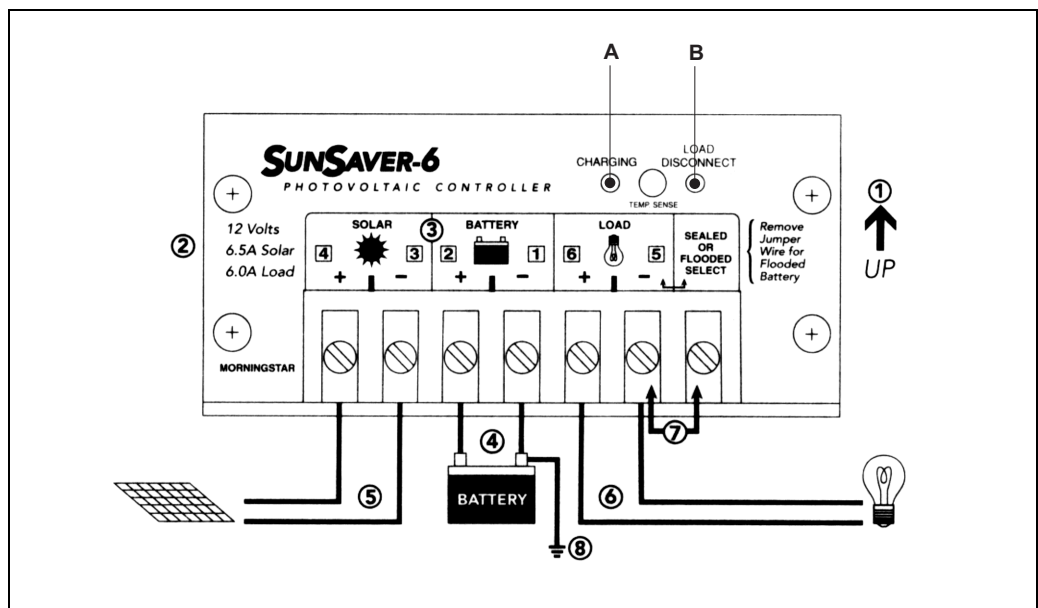 A B
SUNSAVER-6
PHOTOVOLTAIC CONTROLLER
CHARGING
LOAD
DISCONNECT
TEMP SENSE
①
UP
②
12 Volts
6.5A Solar
6.0A Load
SOLAR
③
BATTERY
LOAD
SEALED
OR
FLOODED
SELECT
Remove
Jumper
Wire for
Flooded
Battery
4 3 2 1 6 5
+ − + − + −
MORNINGSTAR
④
⑦
BATTERY
⑤
⑥
⑧